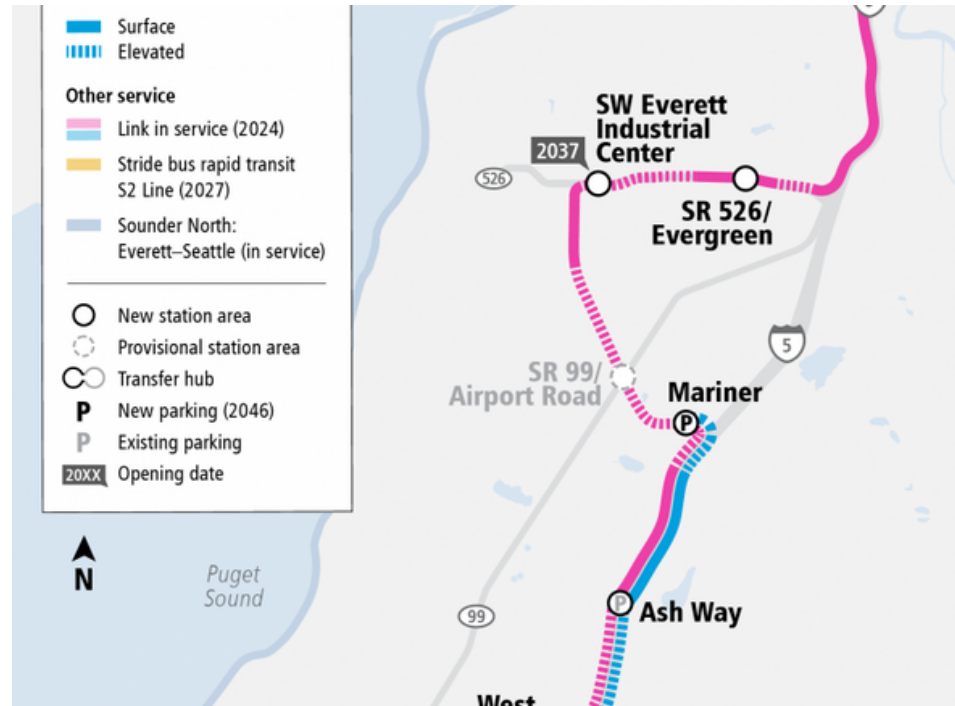 Surface
Elevated
Other service
Link in service (2024)
Stride bus rapid transit
S2 Line (2027)
Sounder North:
Everett–Seattle (in service)
New station area
Provisional station area
Transfer hub
P New parking (2046)
P Existing parking
20XX Opening date
N
Puget
Sound
SW Everett
Industrial
Center
2037
526
SR 526/
Evergreen
5
SR 99/
Airport Road
Mariner
P
P
Ash Way
99
West